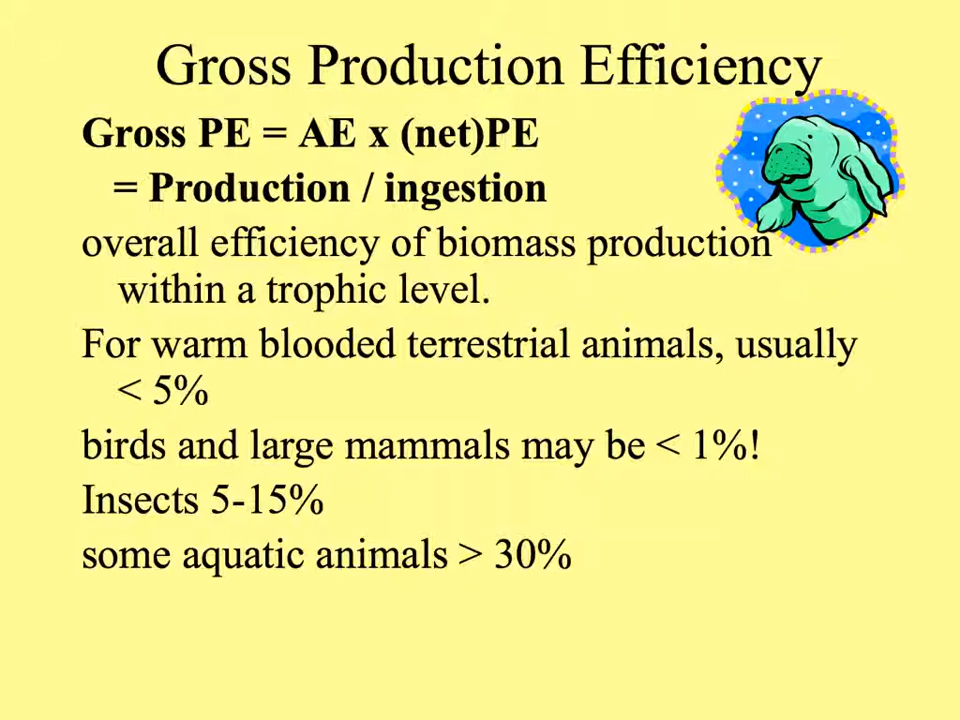 Gross Production Efficiency
Gross PE = AE x (net)PE
= Production / ingestion
overall efficiency of biomass production
within a trophic level.
For warm blooded terrestrial animals, usually
< 5%
birds and large mammals may be < 1%!
Insects 5-15%
some aquatic animals > 30%